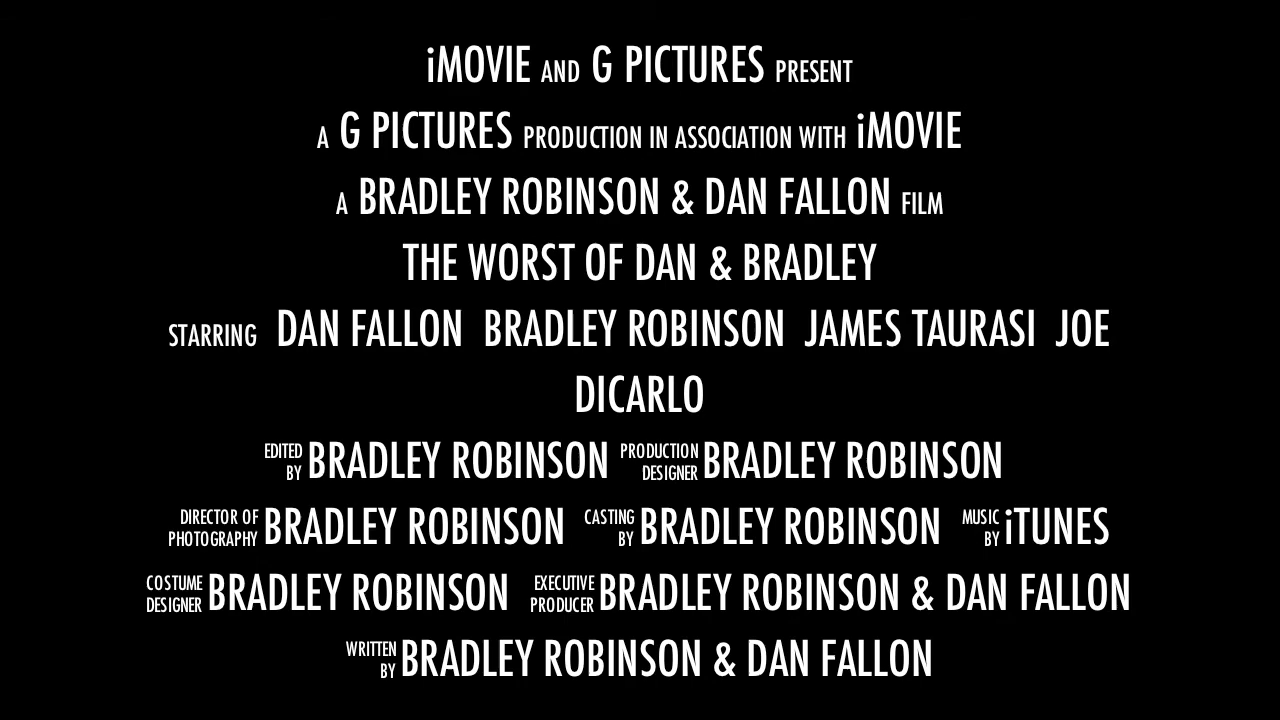 iMOVIE AND G PICTURES PRESENT
A G PICTURES PRODUCTION IN ASSOCIATION WITH iMOVIE
A BRADLEY ROBINSON & DAN FALLON FILM
THE WORST OF DAN & BRADLEY
STARRING DAN FALLON BRADLEY ROBINSON JAMES TAURASI JOE
DICARLO
EDITED BY BRADLEY ROBINSON PRODUCTION DESIGNER BRADLEY ROBINSON
DIRECTOR OF PHOTOGRAPHY BRADLEY ROBINSON CASTING BY BRADLEY ROBINSON MUSIC BY iTUNES
COSTUME DESIGNER BRADLEY ROBINSON EXECUTIVE PRODUCER BRADLEY ROBINSON & DAN FALLON
WRITTEN BY BRADLEY ROBINSON & DAN FALLON